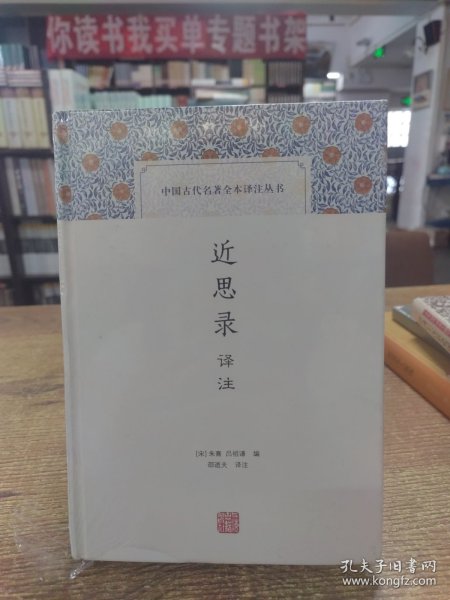 你读书我买单专题书架
中国古代名著全本译注丛书
近思录
译注
[宋] 朱熹 吕祖谦 编
邵逝夫 译注
孔夫子旧书网
www.kongfz.com